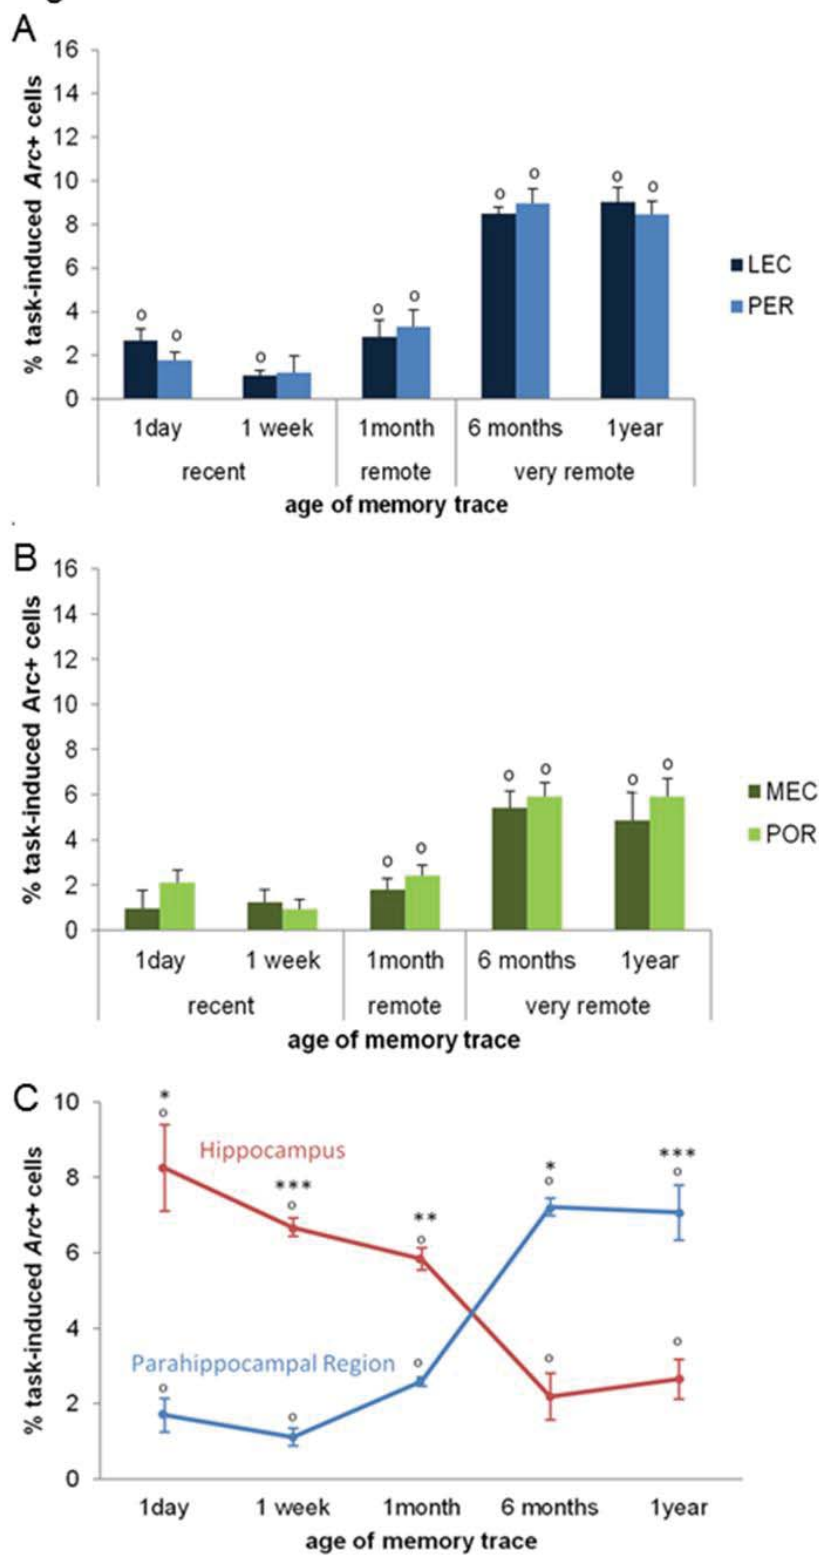 A
16
14
12
10
8
6
4
2
0
% task-induced Arc+ cells
o o o o o o o o o
LEC
PER
1day 1 week 1month 6 months 1year
recent remote very remote
age of memory trace
B
16
14
12
10
8
6
4
2
0
% task-induced Arc+ cells
o o o o o o
MEC
POR
1day 1 week 1month 6 months 1year
recent remote very remote
age of memory trace
C
10
8
6
4
2
0
% task-induced Arc+ cells
* *** ** * ***
o o o o o
Hippocampus
Parahippocampal Region
o o o o o
1day 1 week 1month 6 months 1year
age of memory trace